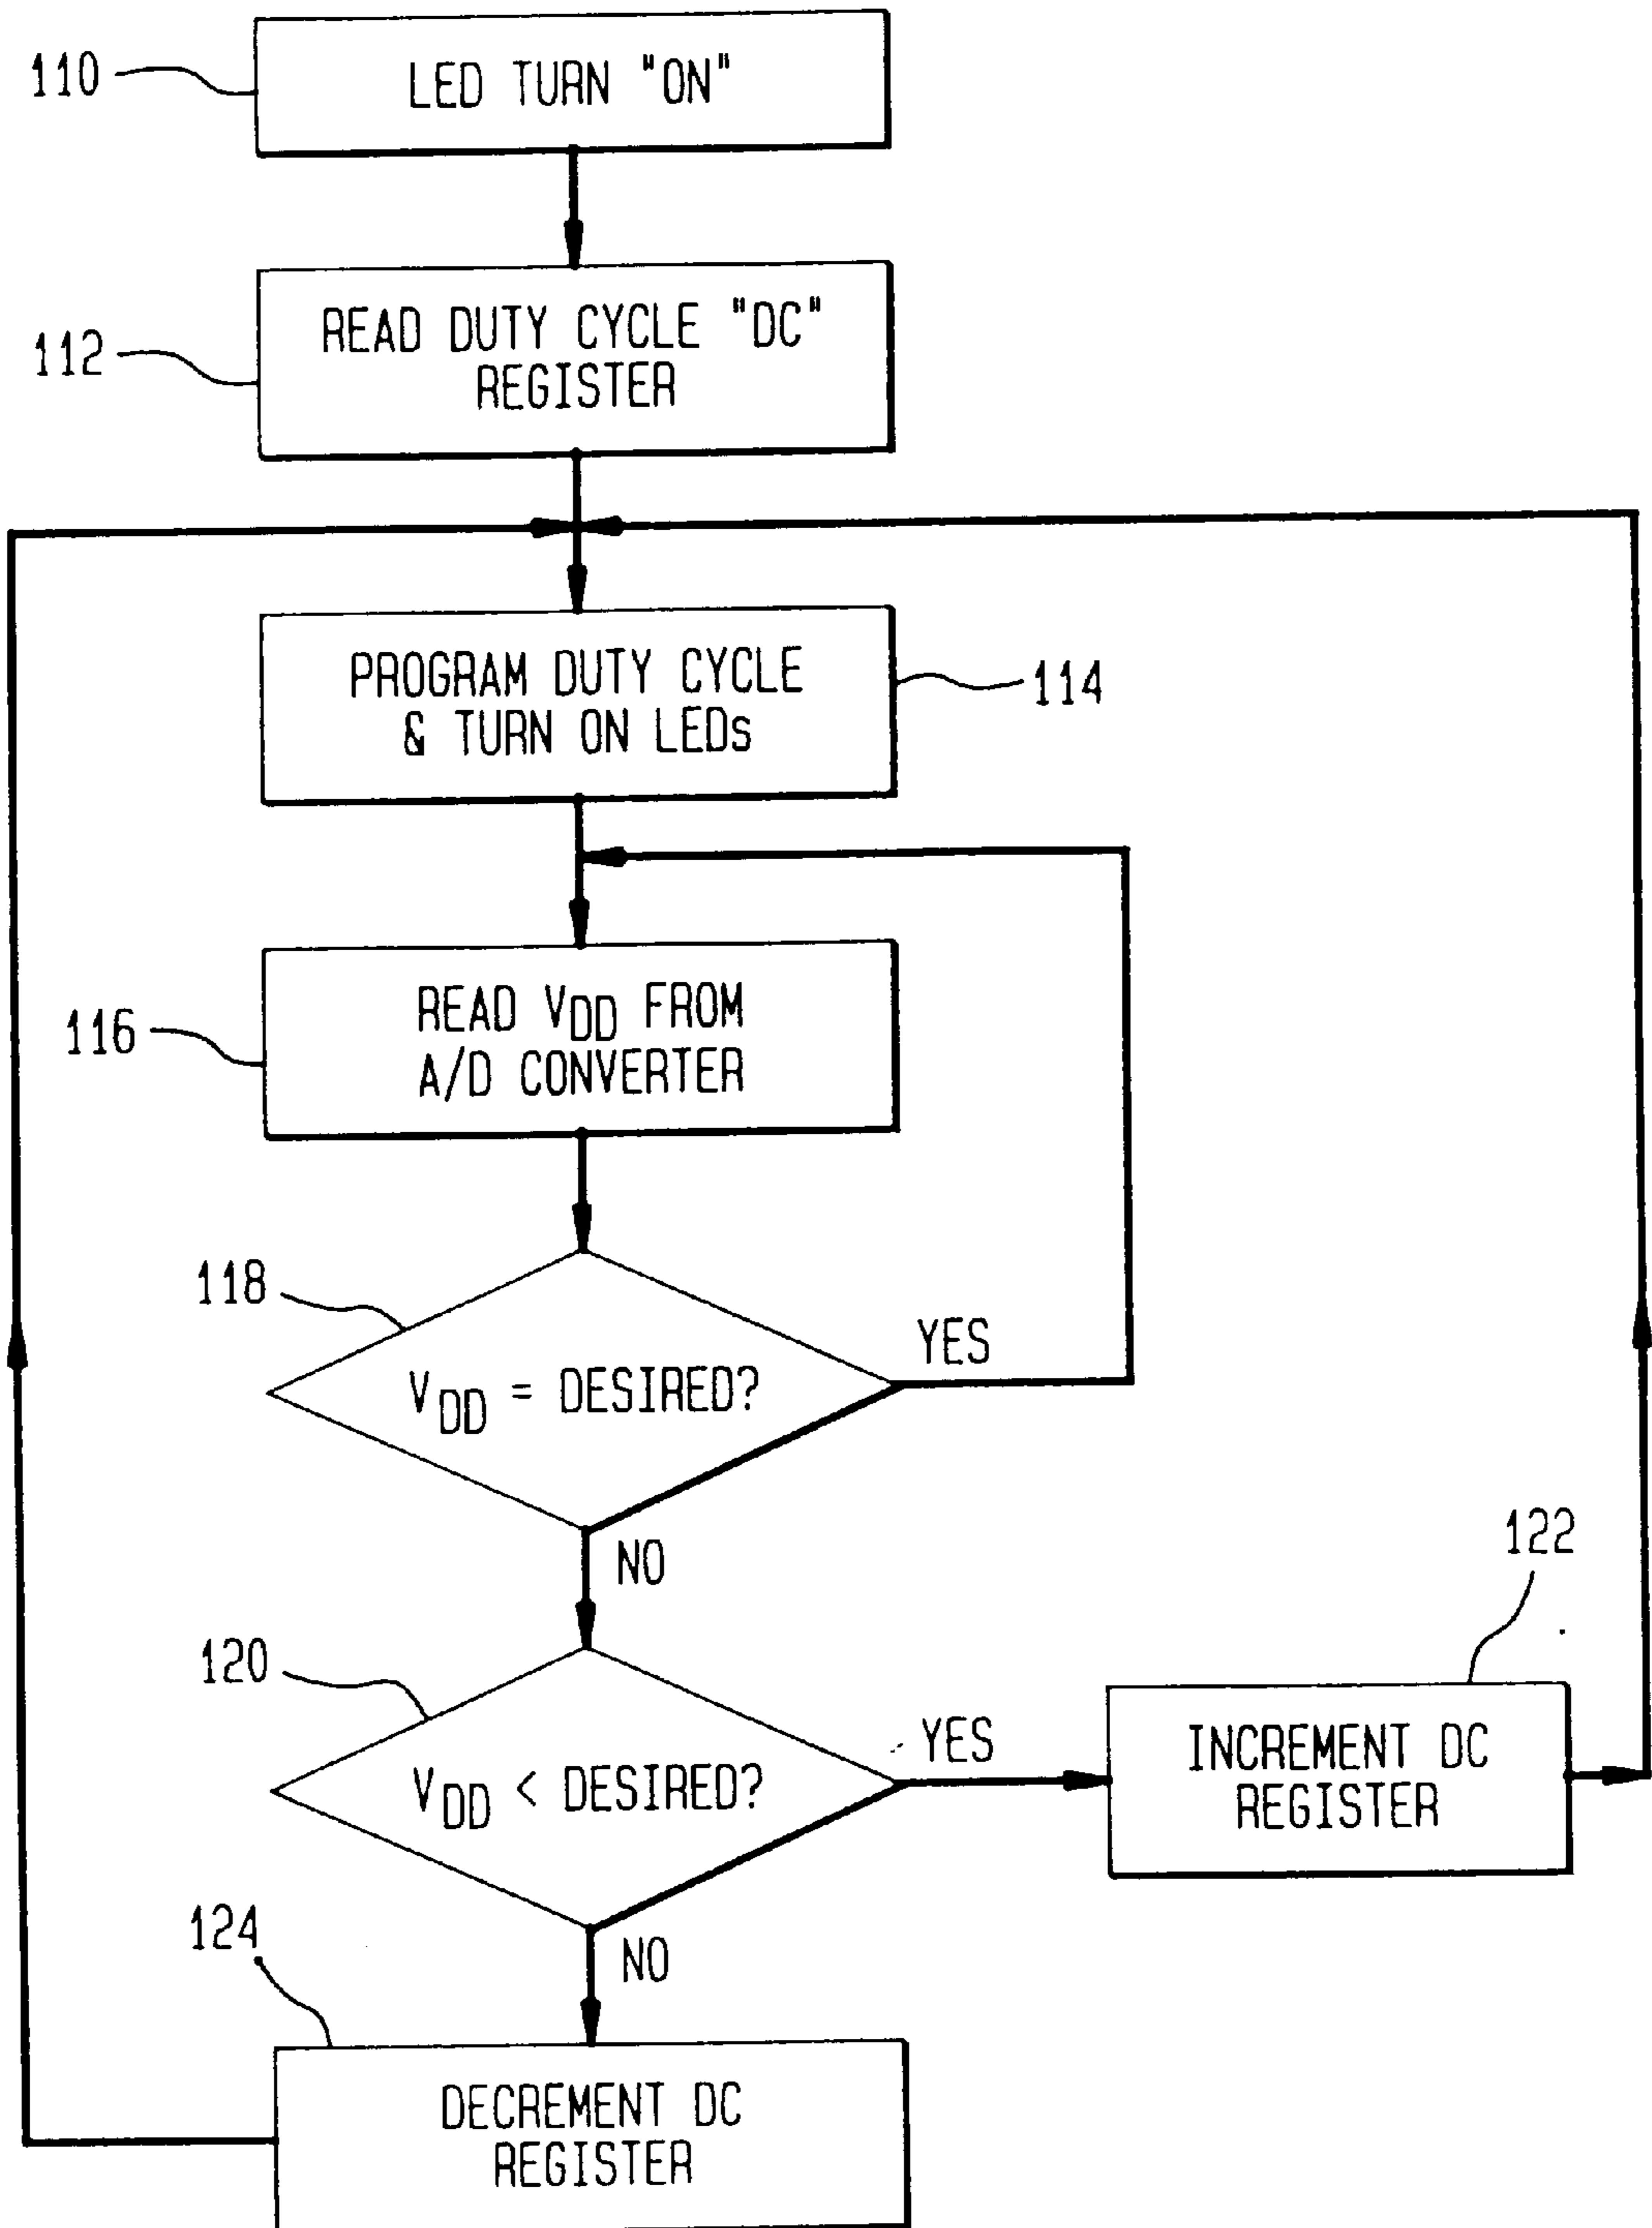 110
LED TURN "ON"
112
READ DUTY CYCLE "DC"
REGISTER
PROGRAM DUTY CYCLE
& TURN ON LEDs
114
116
READ VDD FROM
A/D CONVERTER
118
VDD = DESIRED?
YES
NO
120
VDD < DESIRED?
YES
122
INCREMENT DC
REGISTER
NO
124
DECREMENT DC
REGISTER